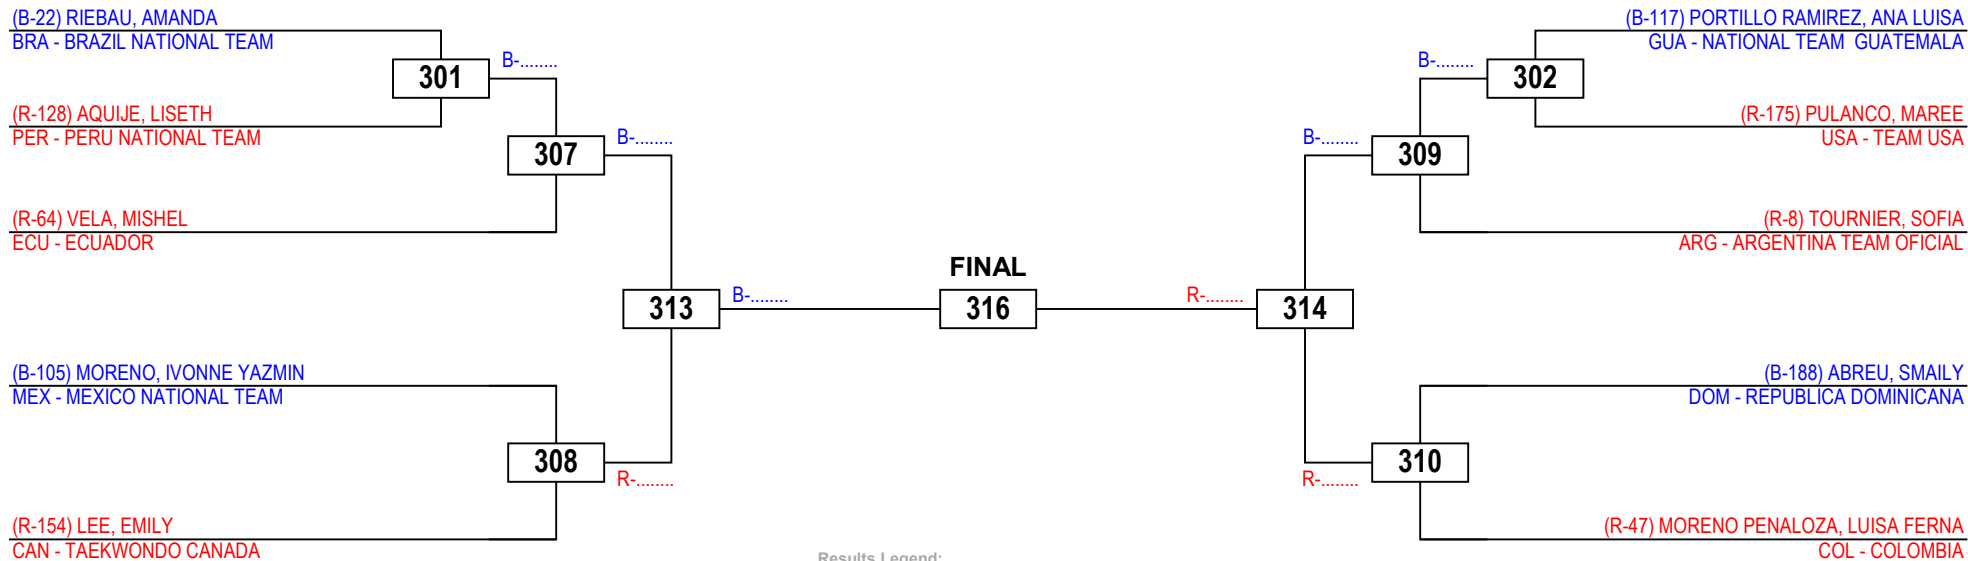 (B-22) RIEBAU, AMANDA
BRA - BRAZIL NATIONAL TEAM
301
B-........
(R-128) AQUIJE, LISETH
PER - PERU NATIONAL TEAM
307
B-........
(R-64) VELA, MISHEL
ECU - ECUADOR
313
B-........
(B-105) MORENO, IVONNE YAZMIN
MEX - MEXICO NATIONAL TEAM
308
R-........
(R-154) LEE, EMILY
CAN - TAEKWONDO CANADA
FINAL
316
(B-117) PORTILLO RAMIREZ, ANA LUISA
GUA - NATIONAL TEAM  GUATEMALA
B-........
302
(R-175) PULANCO, MAREE
USA - TEAM USA
B-........
309
(R-8) TOURNIER, SOFIA
ARG - ARGENTINA TEAM OFICIAL
R-........
314
(B-188) ABREU, SMAILY
DOM - REPUBLICA DOMINICANA
R-........
310
(R-47) MORENO PENALOZA, LUISA FERNA
COL - COLOMBIA
Results Legend: